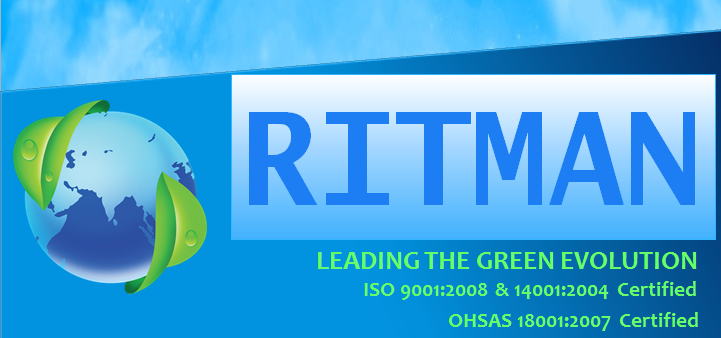 RITMAN
LEADING THE GREEN EVOLUTION
ISO 9001:2008 & 14001:2004 Certified
OHSAS 18001:2007 Certified